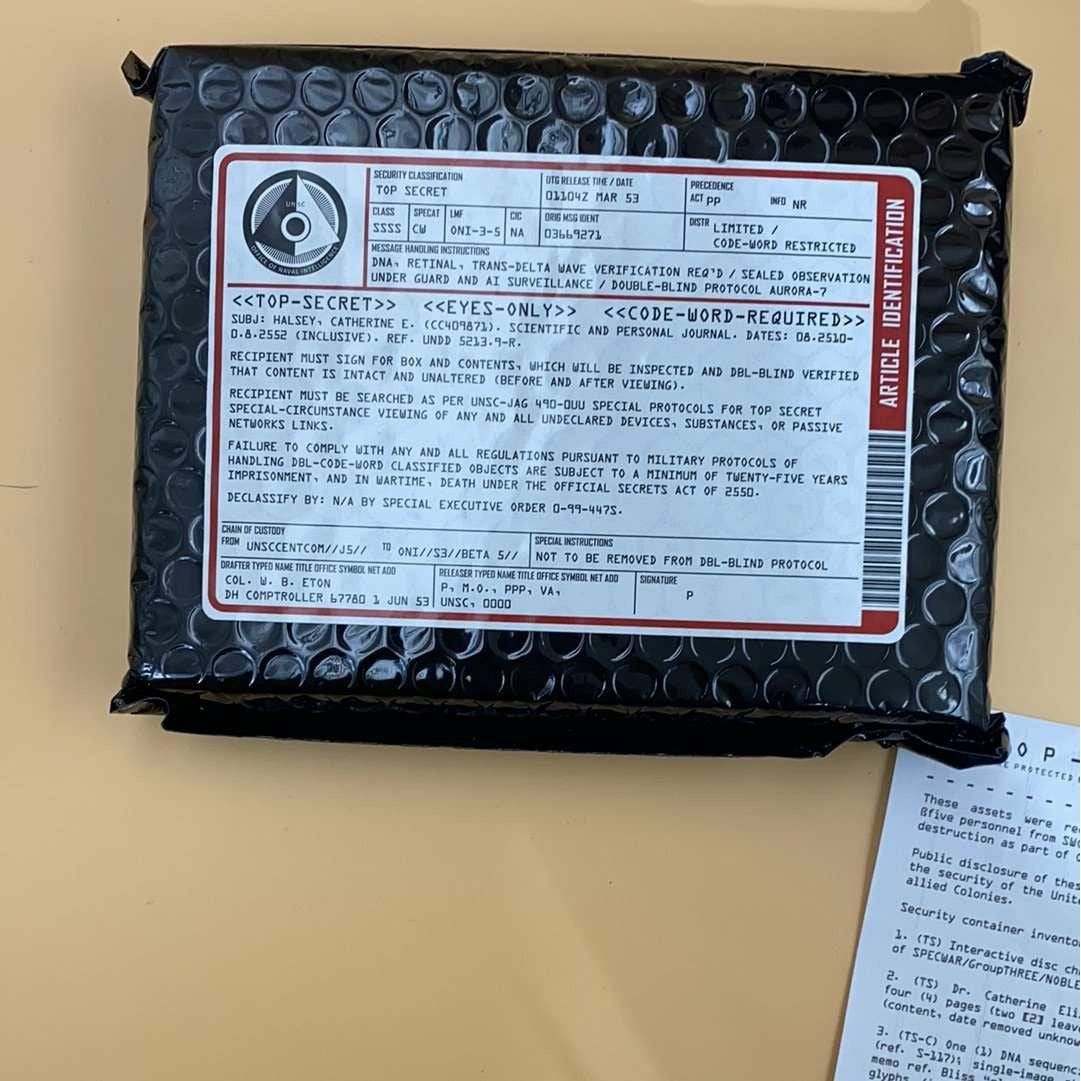 UNSC
OFFICE OF NAVAL INTELLIGENCE
SECURITY CLASSIFICATION
TOP SECRET
DTG RELEASE TIME / DATE
01104Z MAR 53
PRECEDENCE
ACT PP INFO NR
CLASS
SSSS
SPECAT
CW
LMF
ONI-3-5
CIC
NA
ORIG MSG IDENT
03669271
DISTR LIMITED /
CODE-WORD RESTRICTED
MESSAGE HANDLING INSTRUCTIONS
DNA, RETINAL, TRANS-DELTA WAVE VERIFICATION REQ'D / SEALED OBSERVATION
UNDER GUARD AND AI SURVEILLANCE / DOUBLE-BLIND PROTOCOL AURORA-7
<<TOP-SECRET>> <<EYES-ONLY>> <<CODE-WORD-REQUIRED>>
SUBJ: HALSEY, CATHERINE E. (CC409871). SCIENTIFIC AND PERSONAL JOURNAL. DATES: 08.2510-
0.8.2552 (INCLUSIVE). REF. UNDD 5213.9-R.
RECIPIENT MUST SIGN FOR BOX AND CONTENTS, WHICH WILL BE INSPECTED AND DBL-BLIND VERIFIED
THAT CONTENT IS INTACT AND UNALTERED (BEFORE AND AFTER VIEWING).
RECIPIENT MUST BE SEARCHED AS PER UNSC-JAG 490-OUU SPECIAL PROTOCOLS FOR TOP SECRET
SPECIAL-CIRCUMSTANCE VIEWING OF ANY AND ALL UNDECLARED DEVICES, SUBSTANCES, OR PASSIVE
NETWORKS LINKS.
FAILURE TO COMPLY WITH ANY AND ALL REGULATIONS PURSUANT TO MILITARY PROTOCOLS OF
HANDLING DBL-CODE-WORD CLASSIFIED OBJECTS ARE SUBJECT TO A MINIMUM OF TWENTY-FIVE YEARS
IMPRISONMENT, AND IN WARTIME, DEATH UNDER THE OFFICIAL SECRETS ACT OF 2550.
DECLASSIFY BY: N/A BY SPECIAL EXECUTIVE ORDER 0-99-447S.
CHAIN OF CUSTODY
FROM UNSCCENTCOM//J5// TO ONI//S3//BETA 5//
SPECIAL INSTRUCTIONS
NOT TO BE REMOVED FROM DBL-BLIND PROTOCOL
DRAFTER TYPED NAME TITLE OFFICE SYMBOL NET ADD
COL. W. B. ETON
DH COMPTROLLER 67780 1 JUN 53
RELEASER TYPED NAME TITLE OFFICE SYMBOL NET ADD
P, M.O., PPP, VA,
UNSC, 0000
SIGNATURE
P
ARTICLE IDENTIFICATION
OP -
PROTECTED
These assets were
ßfive personnel from
destruction as part of
Public disclosure of
the security of the
allied Colonies.
Security container
1. (TS) Interactive disc
of SPECWAR/GroupTHREE/NOBLE
2. (TS) Dr. Catherine
four (4) pages (two [2]
(content, date removed
3. (TS-C) One (1) DNA
(ref. S-117); single-image
memo ref.
glyphs